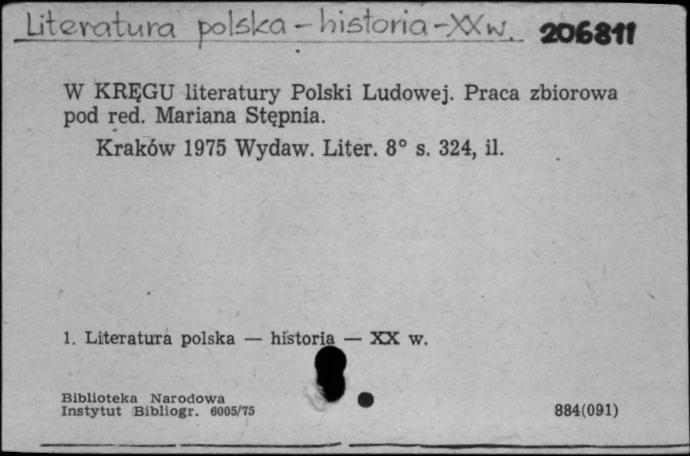 Literatura polska - historia - XX w. 206811
W KRĘGU literatury Polski Ludowej. Praca zbiorowa
pod red. Mariana Stępnia.
Kraków 1975 Wydaw. Liter. 8° s. 324, il.
1. Literatura polska — historia — XX w.
Biblioteka Narodowa
Instytut Bibliogr. 6005/75
884(091)